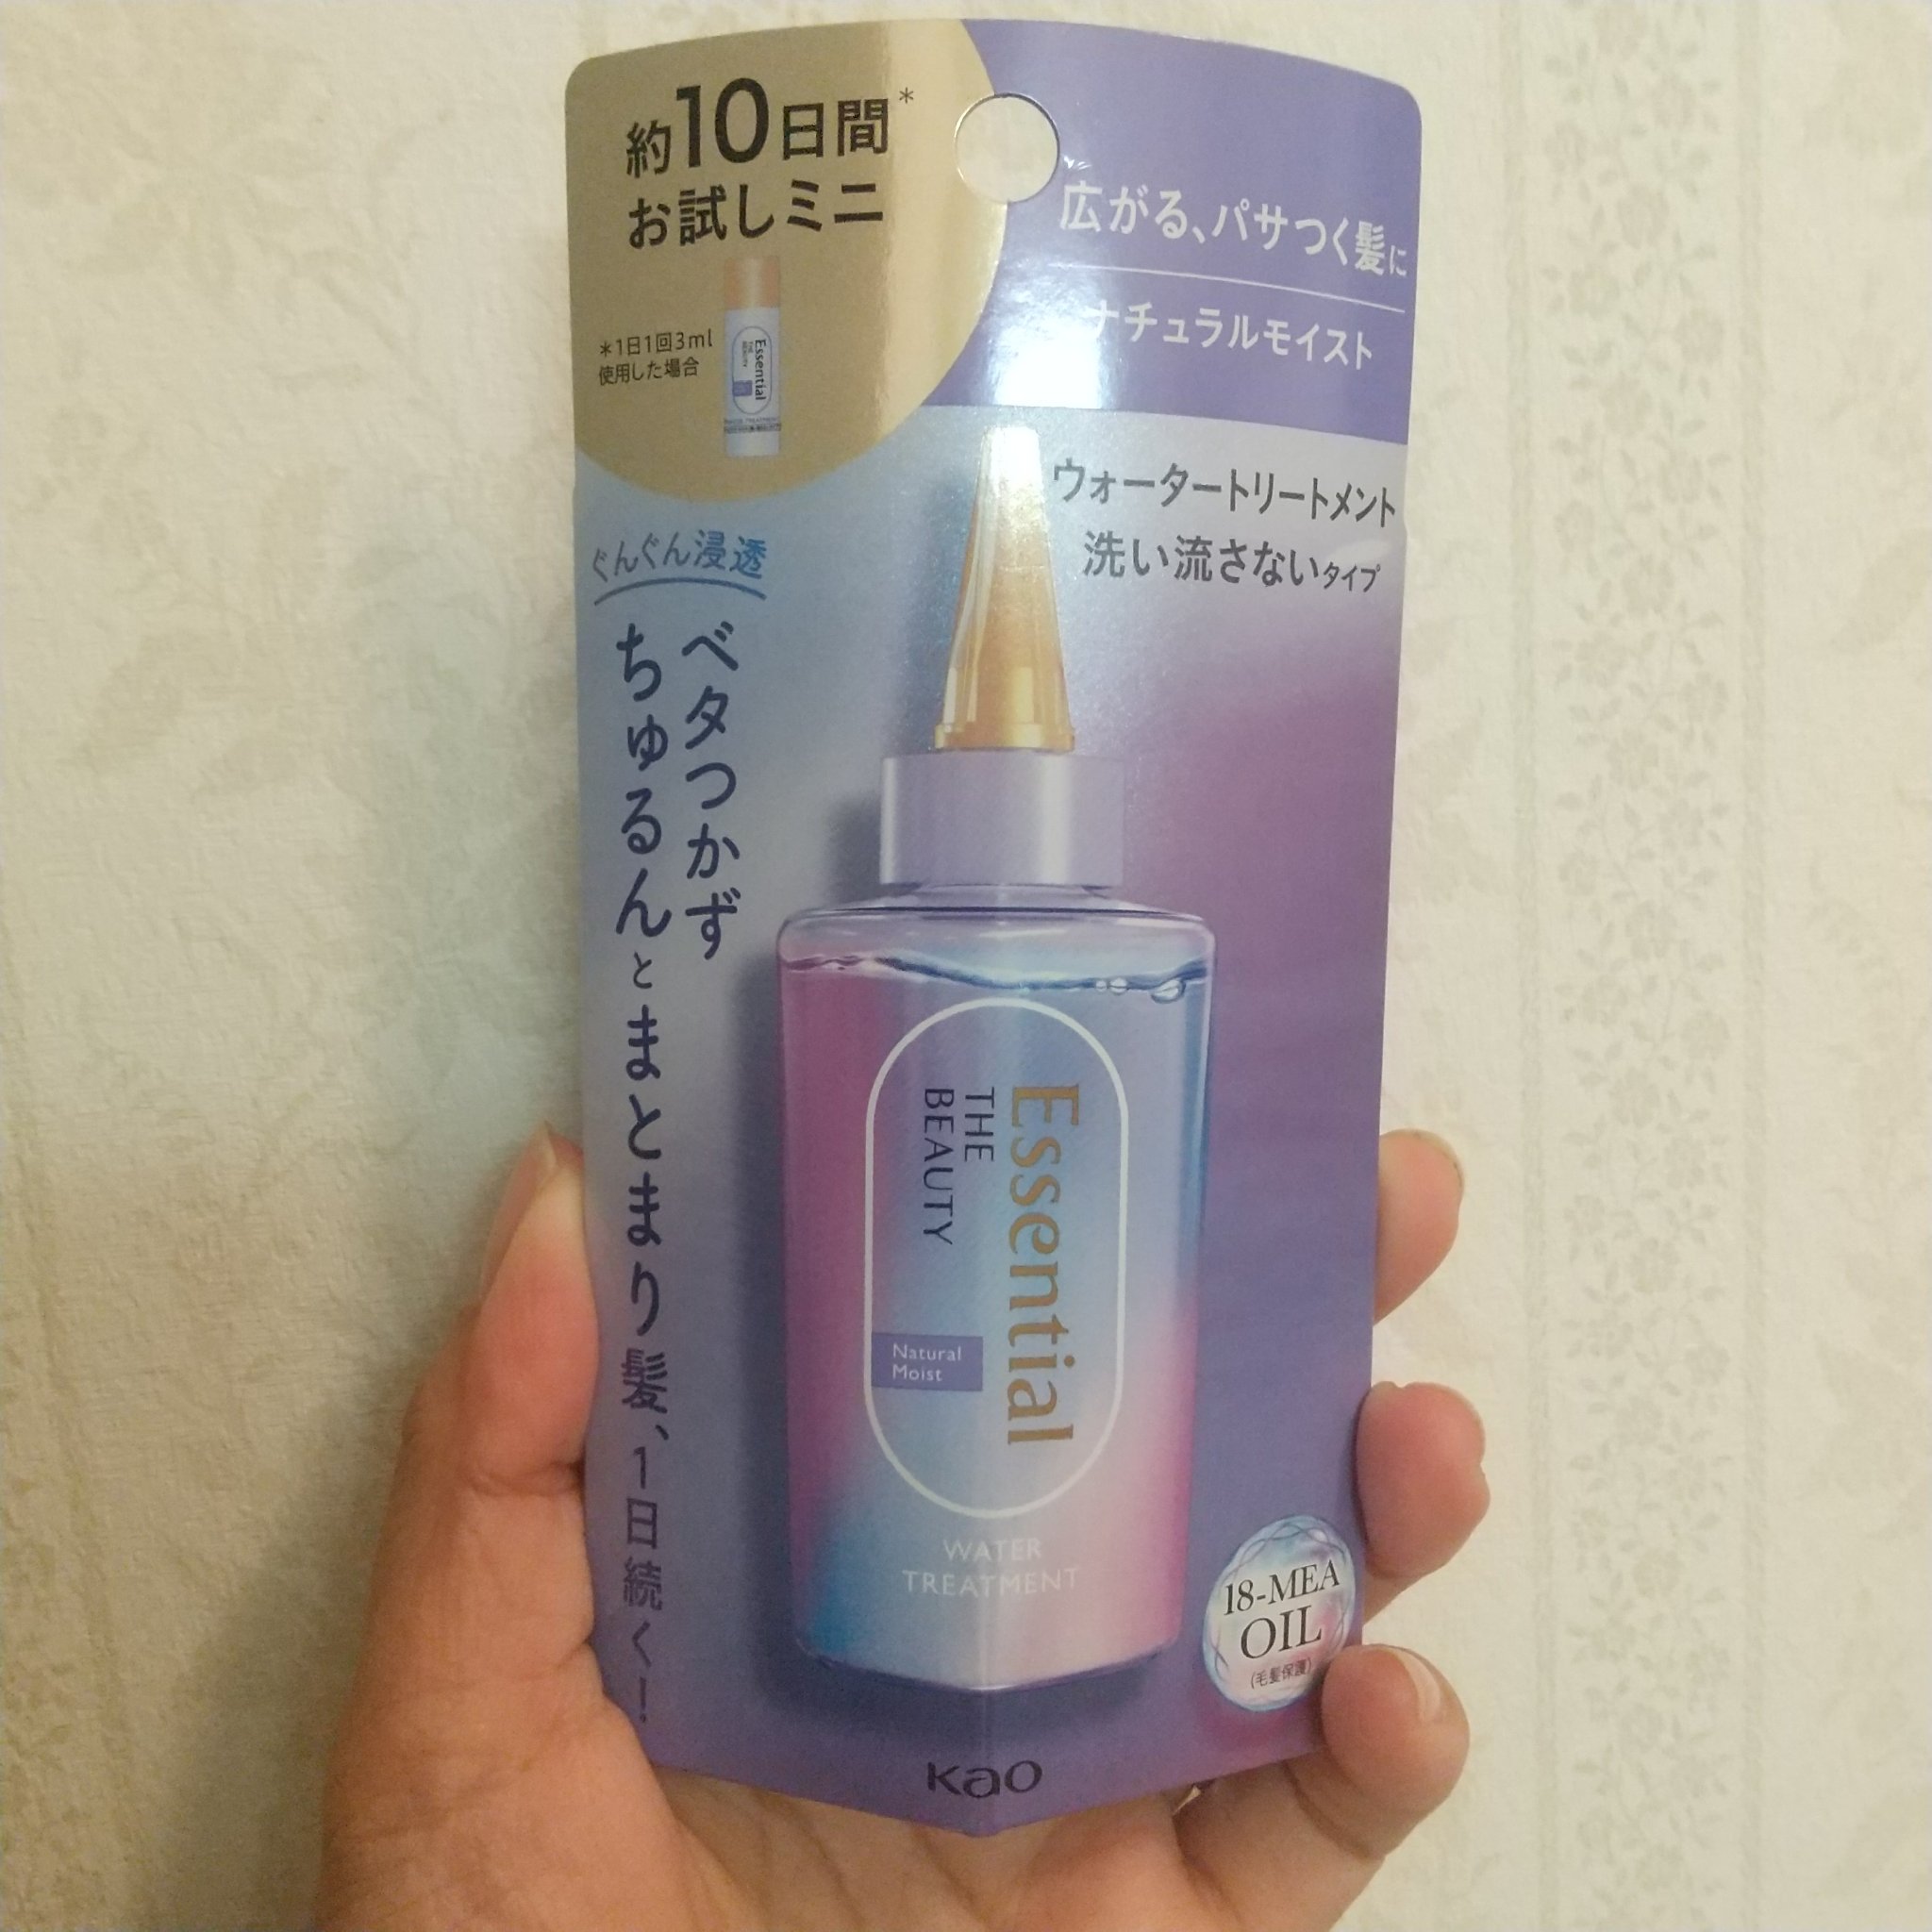 約10日間*
お試しミニ
*1日1回3ml
使用した場合
Essential
THE
BEAUTY
広がる、パサつく髪に
ナチュラルモイスト
ウォータートリートメント
洗い流さないタイプ
ぐんぐん浸透
ベタつかず
ちゅるんとまとまり髪、1日続く!
Essential
THE
BEAUTY
Natural
Moist
WATER
TREATMENT
18-MEA
OIL
(毛髪保護)
Kao